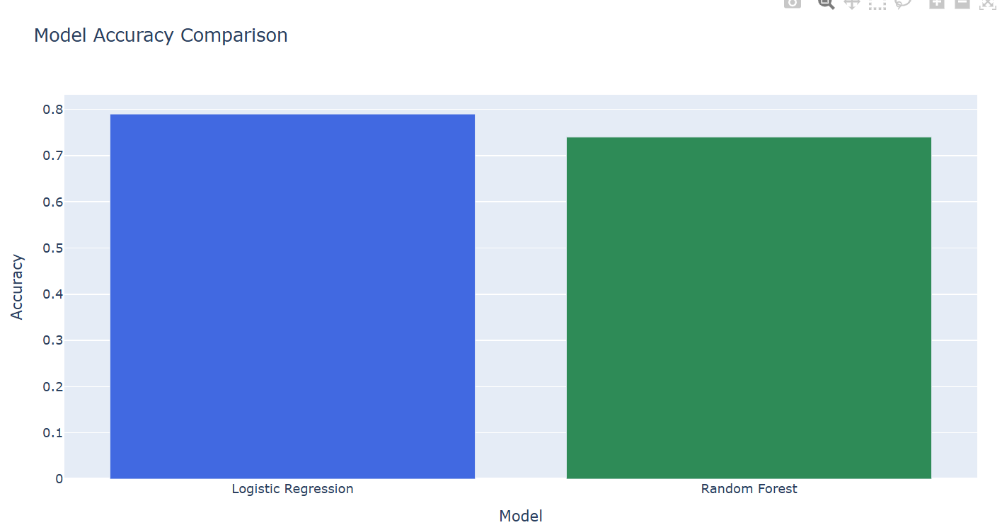 Model Accuracy Comparison
0.8
0.7
0.6
0.5
0.4
0.3
0.2
0.1
0
Accuracy
Logistic Regression
Random Forest
Model